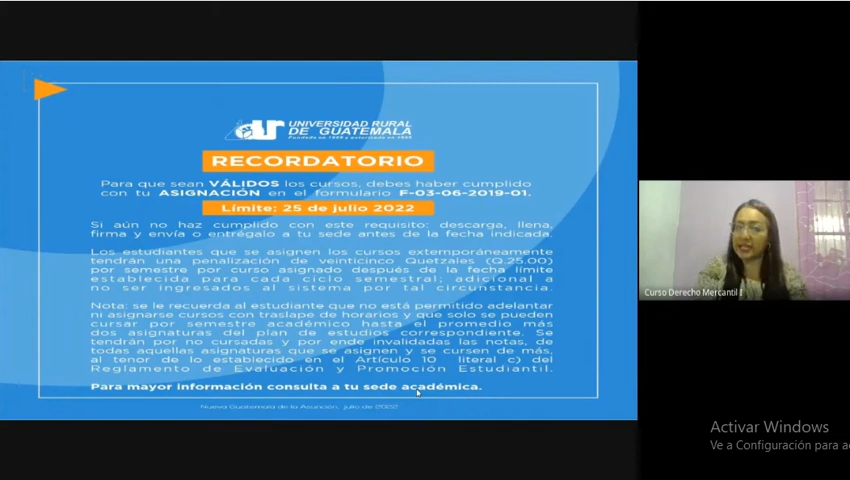 UNIVERSIDAD RURAL
DE GUATEMALA
RECORDATORIO
Para que sean VÁLIDOS los cursos, debes haber cumplido
con tu ASIGNACIÓN en el formulario F-03-06-2019-01.
Límite: 25 de julio 2022
Si aún no haz cumplido con este requisito: descarga, llena,
firma y envía o entrégalo a tu sede antes de la fecha indicada.
Los estudiantes que se asignen los cursos extemporáneamente
tendrán una penalización de veinticinco Quetzales (Q.25.00)
por semestre por curso asignado después de la fecha límite
establecida para cada ciclo semestral; adicional a
no ser ingresados al sistema por tal circunstancia.
Nota: se le recuerda al estudiante que no está permitido adelantar
ni asignarse cursos con traslape de horarios y que solo se pueden
cursar por semestre académico hasta el promedio más
dos asignaturas del plan de estudios correspondiente. Se
tendrán por no cursadas y por ende invalidadas las notas, de
todas aquellas asignaturas que se asignen y se cursen de más,
al tenor de lo establecido en el Artículo 10 literal c) del
Reglamento de Evaluación y Promoción Estudiantil.
Para mayor información consulta a tu sede académica.
Nueva Guatemala de la Asunción, julio de 2022
Curso Derecho Mercantil I
Activar Windows
Ve a Configuración para